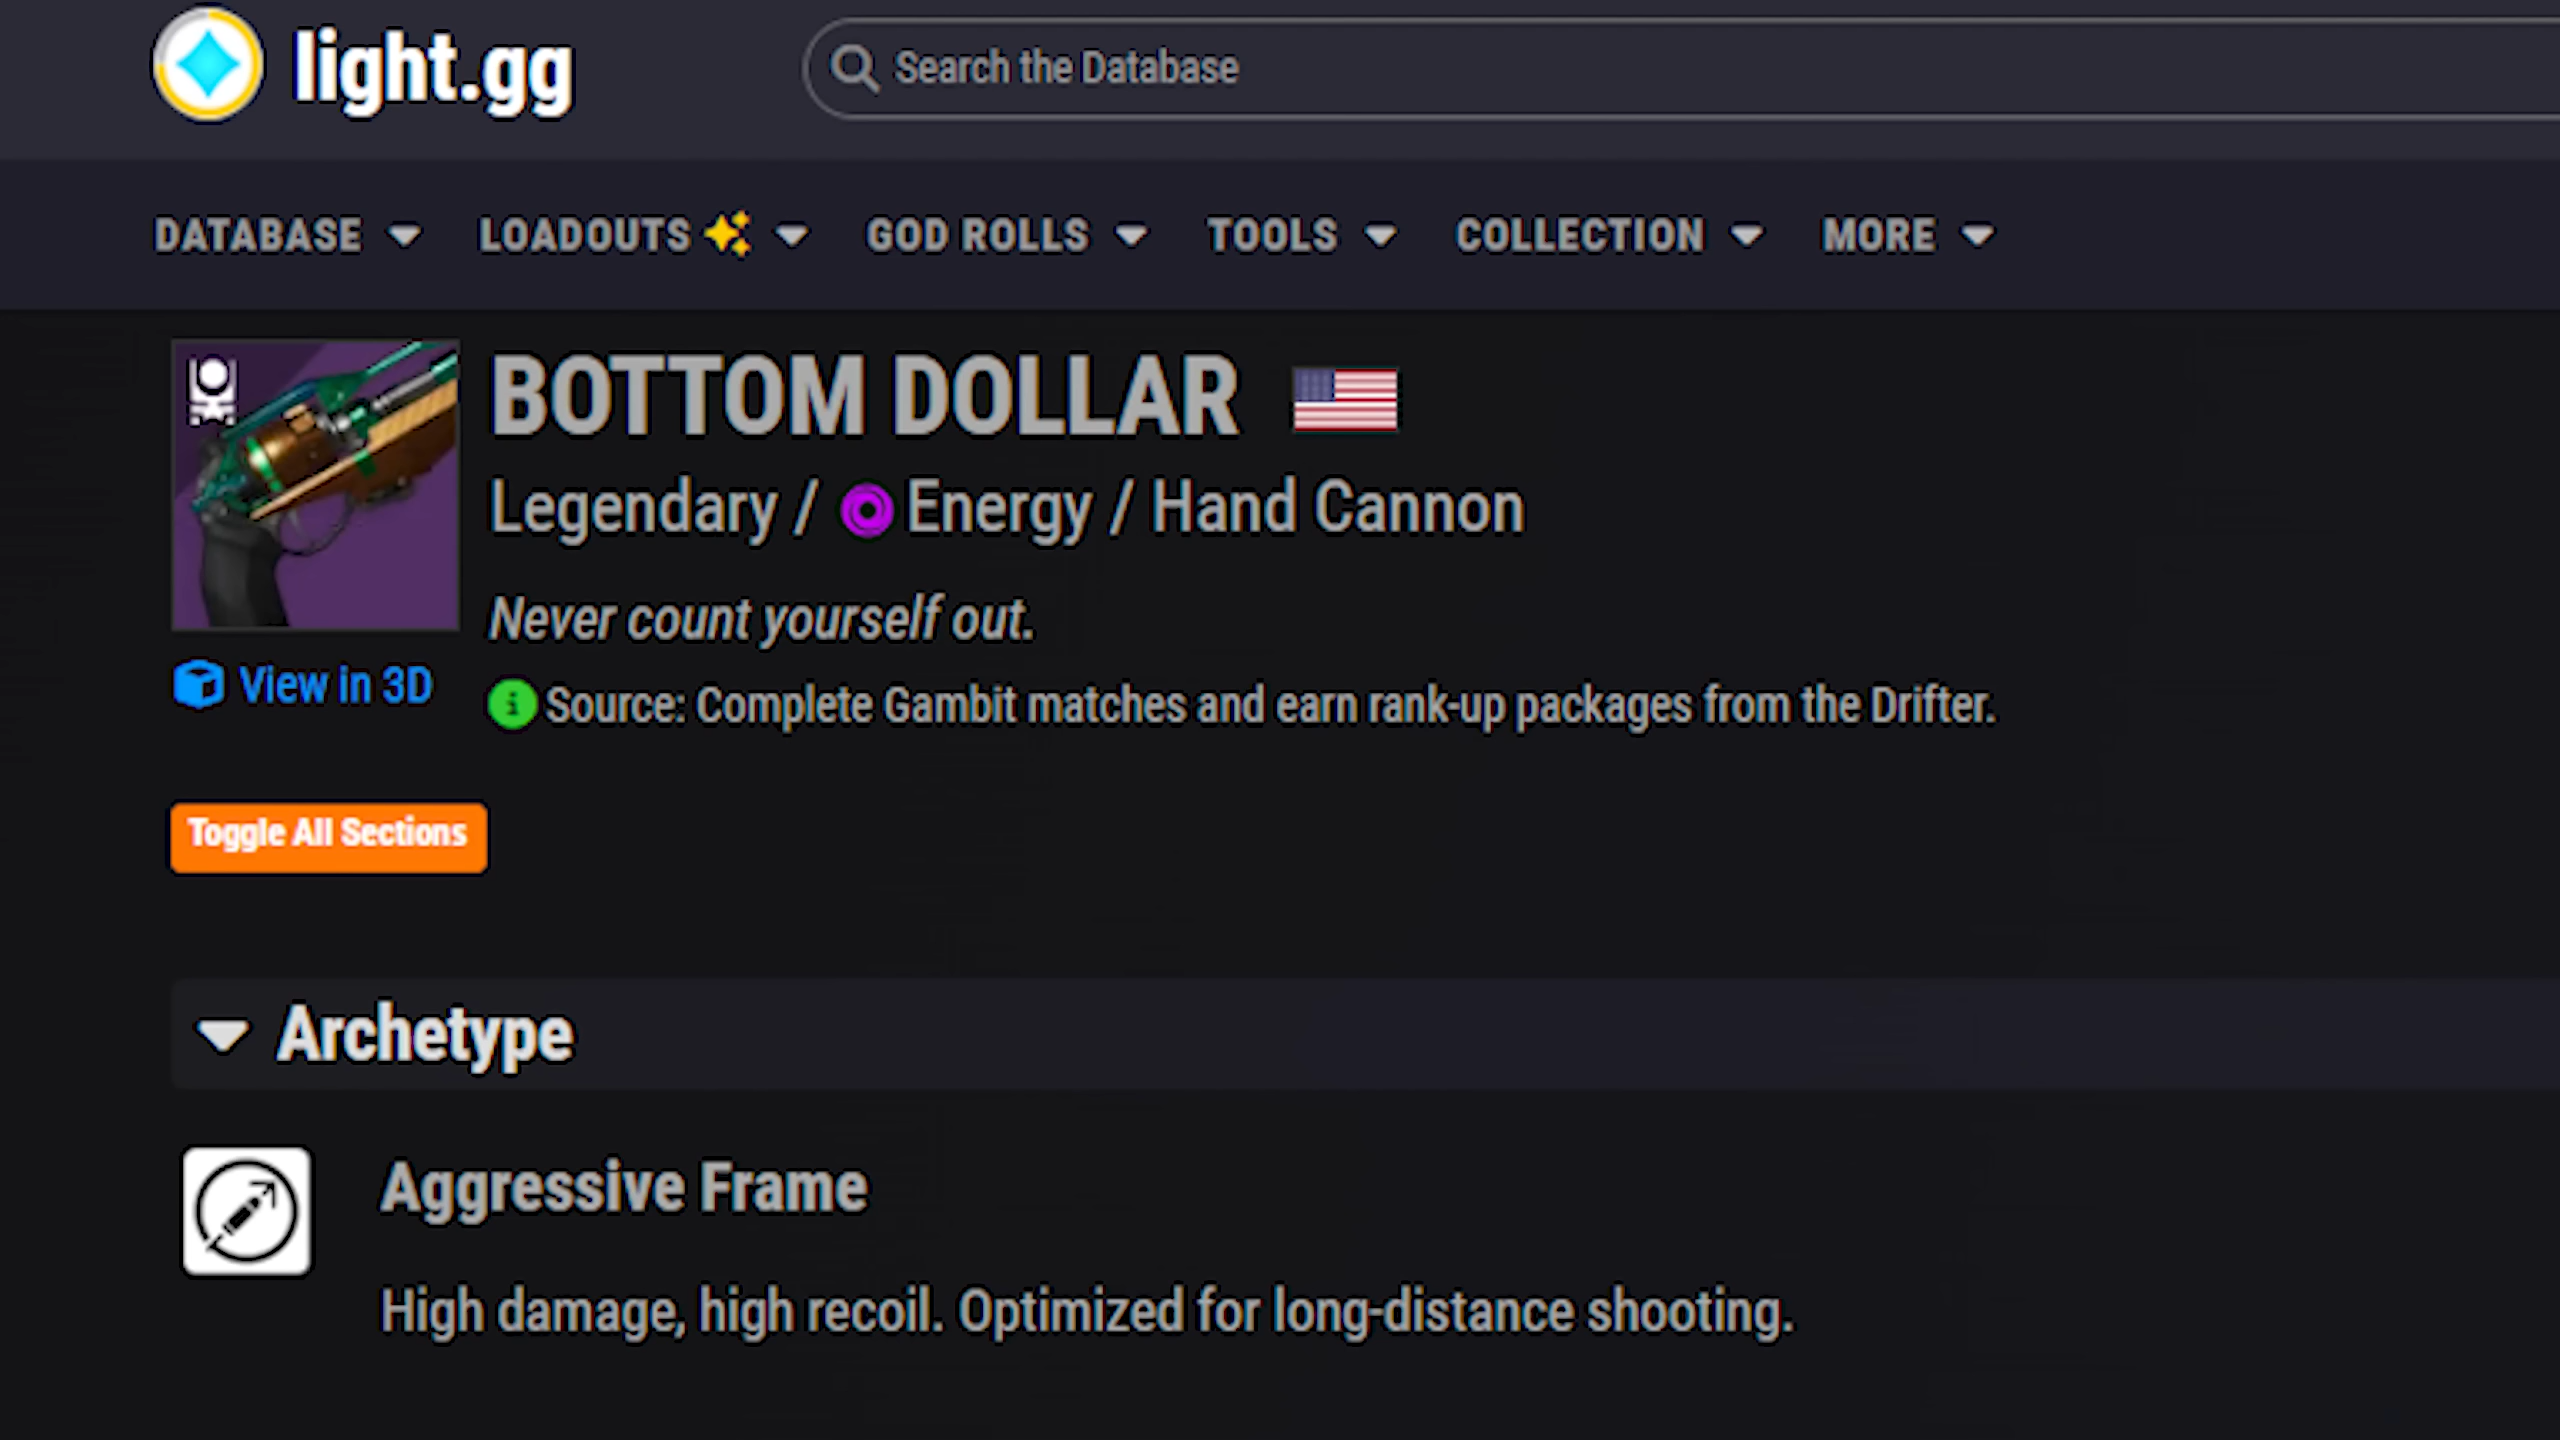 light.gg
Search the Database
DATABASE LOADOUTS GOD ROLLS TOOLS COLLECTION MORE
BOTTOM DOLLAR
Legendary / Energy / Hand Cannon
Never count yourself out.
View in 3D
Source: Complete Gambit matches and earn rank-up packages from the Drifter.
Toggle All Sections
Archetype
Aggressive Frame
High damage, high recoil. Optimized for long-distance shooting.